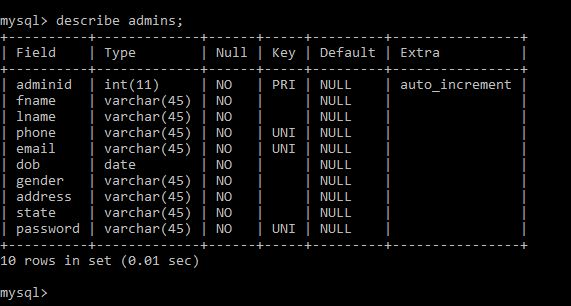 mysql> describe admins;
+----------+-------------+------+-----+---------+----------------+
| Field    | Type        | Null | Key | Default | Extra          |
+----------+-------------+------+-----+---------+----------------+
| adminid  | int(11)     | NO   | PRI | NULL    | auto_increment |
| fname    | varchar(45) | NO   |     | NULL    |                |
| lname    | varchar(45) | NO   |     | NULL    |                |
| phone    | varchar(45) | NO   | UNI | NULL    |                |
| email    | varchar(45) | NO   | UNI | NULL    |                |
| dob      | date        | NO   |     | NULL    |                |
| gender   | varchar(45) | NO   |     | NULL    |                |
| address  | varchar(45) | NO   |     | NULL    |                |
| state    | varchar(45) | NO   |     | NULL    |                |
| password | varchar(45) | NO   | UNI | NULL    |                |
+----------+-------------+------+-----+---------+----------------+
10 rows in set (0.01 sec)
mysql>